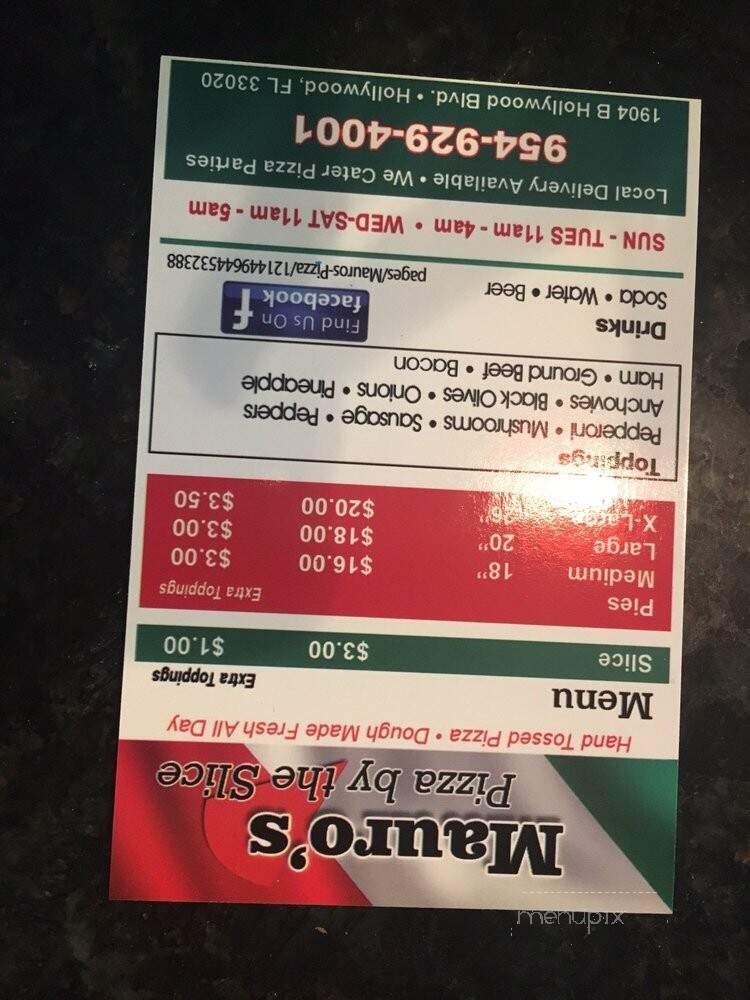 Mauro's
Pizza by the Slice
Hand Tossed Pizza • Dough Made Fresh All Day
Menu Extra Toppings
Slice $3.00 $1.00
Pies Extra Toppings
Medium 18" $16.00 $3.00
Large 20" $18.00 $3.00
X-Large $20.00 $3.50
Toppings
Pepperoni • Mushrooms • Sausage • Peppers
Anchovies • Black Olives • Onions • Pineapple
Ham • Ground Beef • Bacon
Drinks
Soda • Water • Beer
Find Us On
facebook f
pages/Mauros-Pizza/121449644532388
SUN - TUES 11am - 4am • WED-SAT 11am - 5am
Local Delivery Available • We Cater Pizza Parties
954-929-4001
1904 B Hollywood Blvd. • Hollywood, FL 33020
menupix